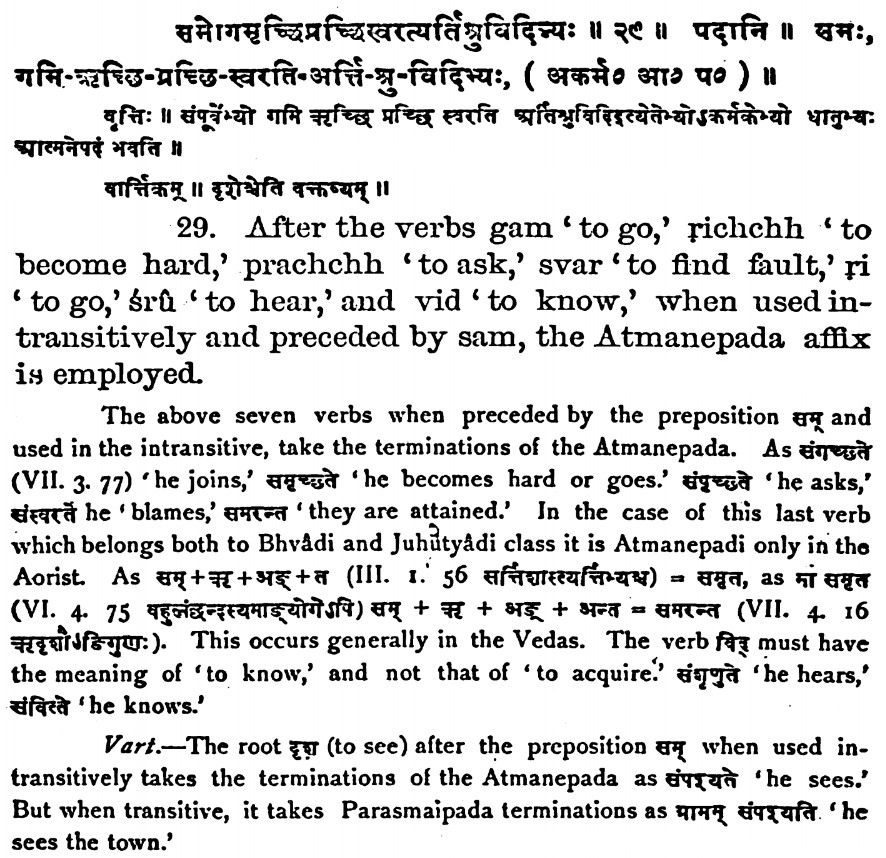 समोगमृच्छिप्रच्छिस्वरत्यर्तिश्रुविदिभ्यः ॥ २९ ॥ पदानि ॥ समः,
गमि-ऋच्छि-प्रच्छि-स्वरति-अर्त्ति-श्रु-विदिभ्यः, ( अकर्म० आ० प० ) ॥
वृत्तिः ॥ संपूर्वेभ्यो गमि ऋच्छि प्रच्छि स्वरति अर्तिश्रुविदिइत्येतेभ्योऽकर्मकेभ्यो धातुभ्यः
आत्मनेपदं भवति ॥
वार्त्तिकम् ॥ दृशेश्चेति वक्तव्यम् ॥
29. After the verbs gam ‘ to go,’ ṛichchh ‘ to
become hard,’ prachchh ‘ to ask,’ svar ‘ to find fault,’ ṛi
‘ to go,’ śrû ‘ to hear,’ and vid ‘ to know,’ when used in-
transitively and preceded by sam, the Atmanepada affix
is employed.
The above seven verbs when preceded by the preposition सम् and
used in the intransitive, take the terminations of the Atmanepada. As संगच्छते
(VII. 3. 77) ‘ he joins,’ समृच्छते ‘he becomes hard or goes.’ संपृच्छते ‘he asks,’
संस्वरते he ‘ blames,’ समरन्त ‘ they are attained.’ In the case of this last verb
which belongs both to Bhvâdi and Juhûtyâdi class it is Atmanepadi only in the
Aorist. As सम्+ऋ+अङ्+त (III. 1. 56 सर्त्तिशास्त्यर्त्तिभ्यश्च) = समृत, as मा समृत
(VI. 4. 75 बहुलंछन्दस्यमाङ्योगेऽपि) सम् + ऋ + अङ् + अन्त = समरन्त (VII. 4. 16
ऋदृशोऽङिगुणः). This occurs generally in the Vedas. The verb विद् must have
the meaning of ‘to know,’ and not that of ‘to acquire.’ संशृणुते ‘he hears,’
संवित्ते ‘he knows.’
Vart.—The root दृश (to see) after the preposition सम् when used in-
transitively takes the terminations of the Atmanepada as संपश्यते ‘he sees.’
But when transitive, it takes Parasmaipada terminations as ग्रामम् संपश्यति ‘he
sees the town.’